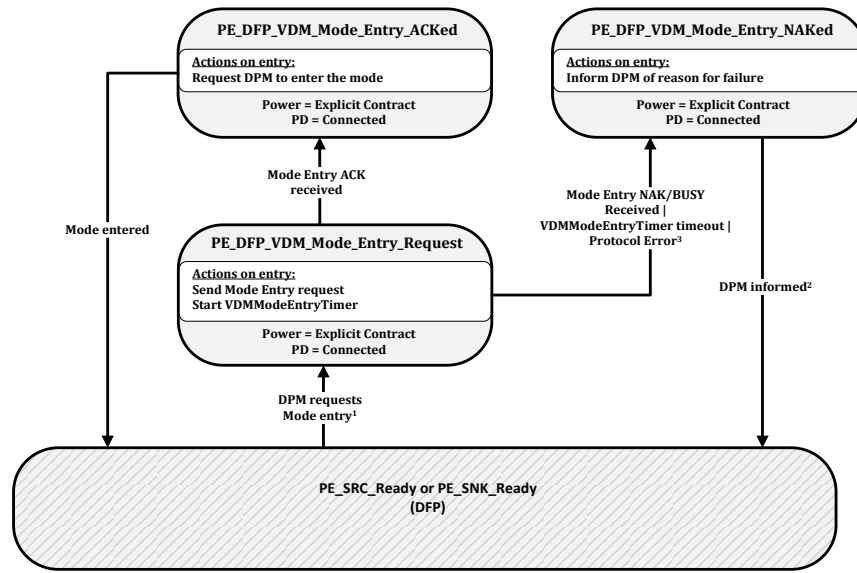 PE_DFP_VDM_Mode_Entry_ACKed
Actions on entry:
Request DPM to enter the mode
Power = Explicit Contract
PD = Connected
PE_DFP_VDM_Mode_Entry_NAKed
Actions on entry:
Inform DPM of reason for failure
Power = Explicit Contract
PD = Connected
Mode Entry ACK
received
Mode Entry NAK/BUSY
Received |
VDMModeEntryTimer timeout |
Protocol Error³
Mode entered
PE_DFP_VDM_Mode_Entry_Request
Actions on entry:
Send Mode Entry request
Start VDMModeEntryTimer
Power = Explicit Contract
PD = Connected
DPM informed²
DPM requests
Mode entry¹
PE_SRC_Ready or PE_SNK_Ready
(DFP)